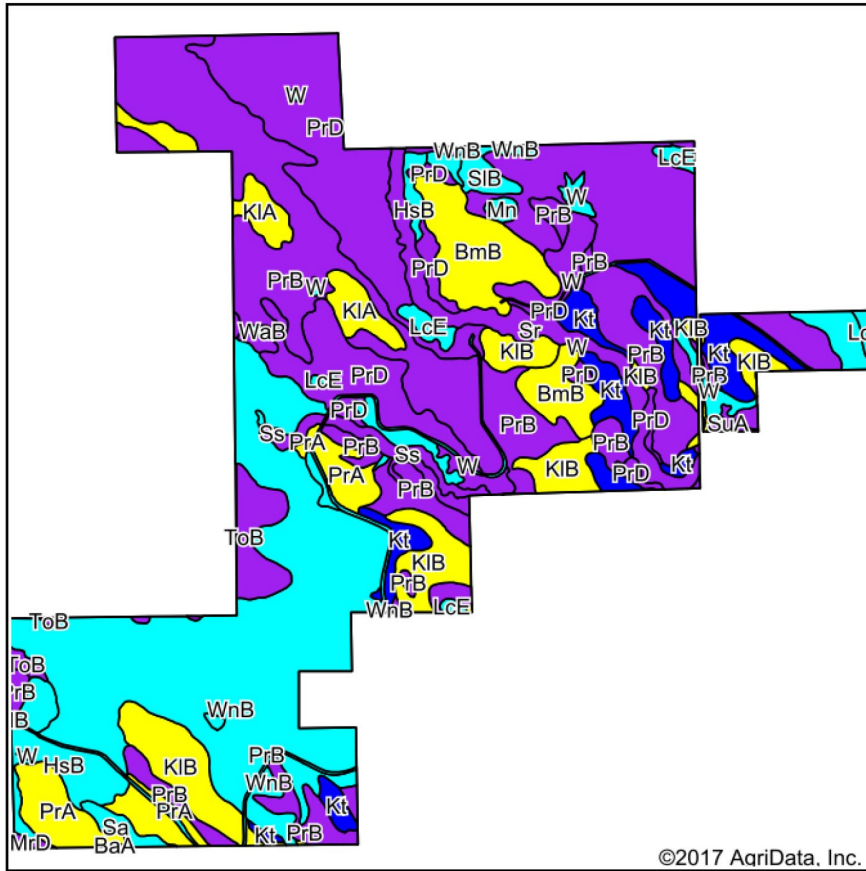 W
PrD
WnB
WnB
LcE
PrD
SlB
W
HsB
Mn
PrB
KlA
BmB
PrD
PrB
PrB
W
W
KlA
PrD
Kt
Kt
KlB
WaB
LcE
Sr
Kt
KlB
KlB
W
PrB
LcE
PrD
PrD
KlB
PrB
BmB
Kt
W
PrD
PrB
PrD
SuA
Ss
PrA
PrB
Ss
PrB
W
PrA
KlB
Kt
PrB
PrD
ToB
Kt
KlB
PrB
WnB
LcE
ToB
ToB
PrB
WnB
lB
W
HsB
KlB
PrB
WnB
PrB
PrA
PrA
Kt
Sa
MrD
BaA
Kt
PrB
©2017 AgriData, Inc.